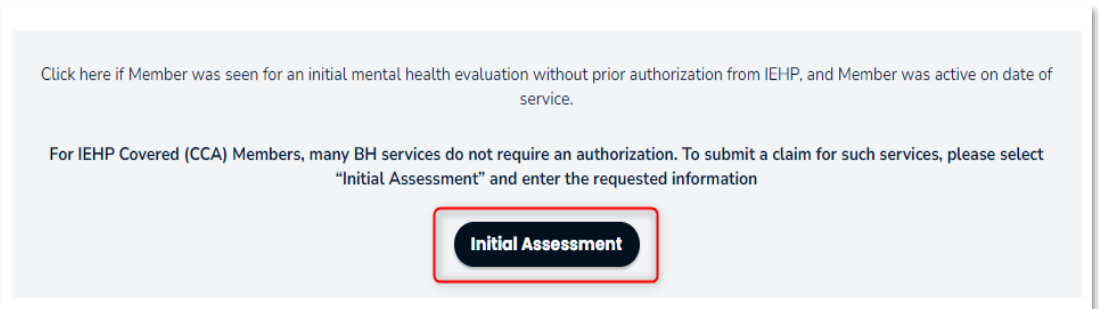 Click here if Member was seen for an initial mental health evaluation without prior authorization from IEHP, and Member was active on date of
service.
For IEHP Covered (CCA) Members, many BH services do not require an authorization. To submit a claim for such services, please select
“Initial Assessment” and enter the requested information
Initial Assessment